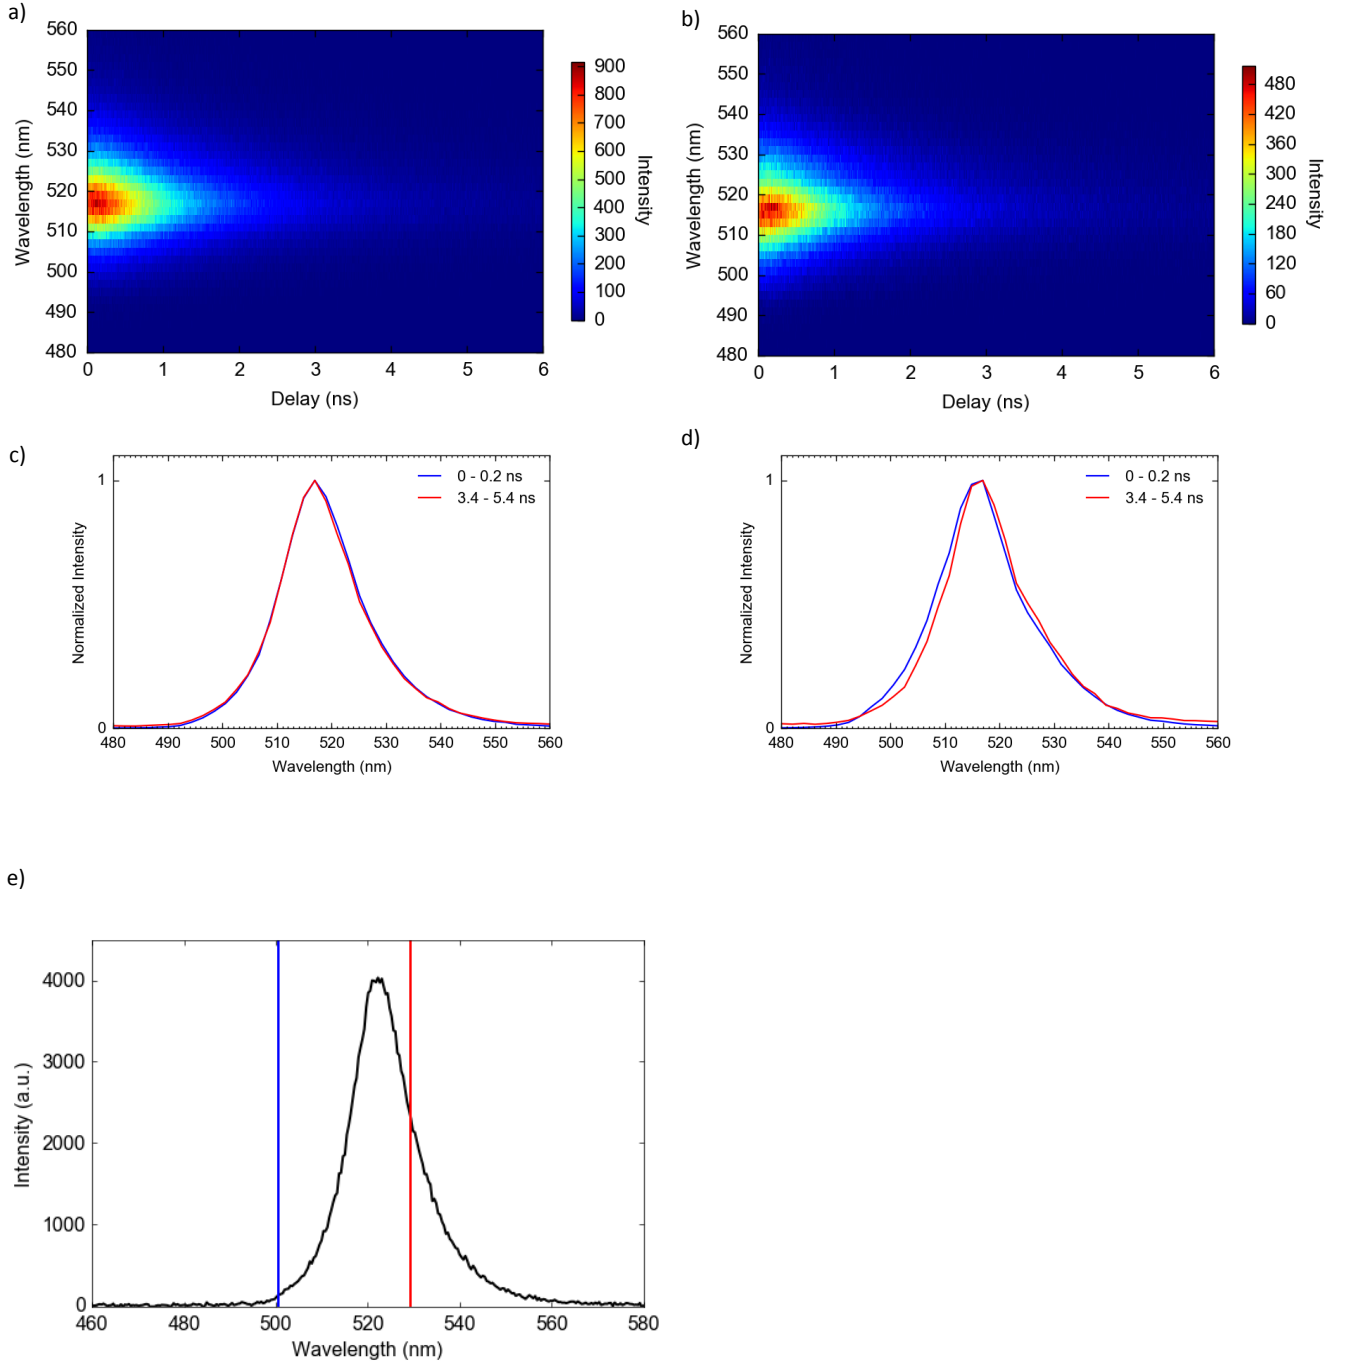 a)
560
550
540
530
520
510
500
490
480
0 1 2 3 4 5 6
Wavelength (nm)
Delay (ns)
900
800
700
600
500
400
300
200
100
0
Intensity
b)
560
550
540
530
520
510
500
490
480
0 1 2 3 4 5 6
Wavelength (nm)
Delay (ns)
480
420
360
300
240
180
120
60
0
Intensity
c)
1
0
Normalized Intensity
0 - 0.2 ns
3.4 - 5.4 ns
480 490 500 510 520 530 540 550 560
Wavelength (nm)
d)
1
0
Normalized Intensity
0 - 0.2 ns
3.4 - 5.4 ns
480 490 500 510 520 530 540 550 560
Wavelength (nm)
e)
4000
3000
2000
1000
0
Intensity (a.u.)
460 480 500 520 540 560 580
Wavelength (nm)